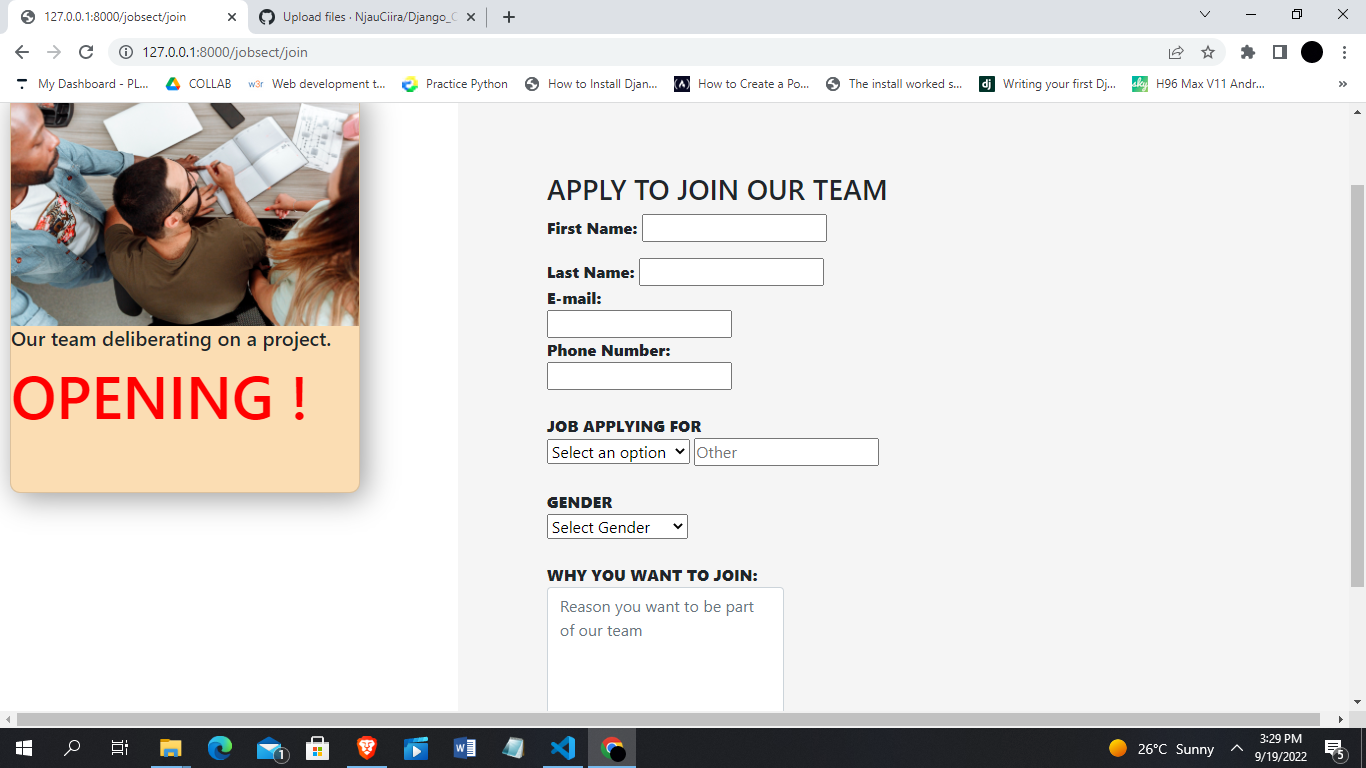 127.0.0.1:8000/jobsect/join
Upload files · NjauCiira/Django_C
127.0.0.1:8000/jobsect/join
My Dashboard - PL...
COLLAB
w3r Web development t...
Practice Python
How to Install Djan...
How to Create a Po...
The install worked s...
dj Writing your first Dj...
sky H96 Max V11 Andr...
»
APPLY TO JOIN OUR TEAM
First Name:
Last Name:
E-mail:
Phone Number:
JOB APPLYING FOR
Select an option Other
GENDER
Select Gender
WHY YOU WANT TO JOIN:
Reason you want to be part
of our team
Our team deliberating on a project.
OPENING !
1
26°C Sunny
3:29 PM
9/19/2022
5